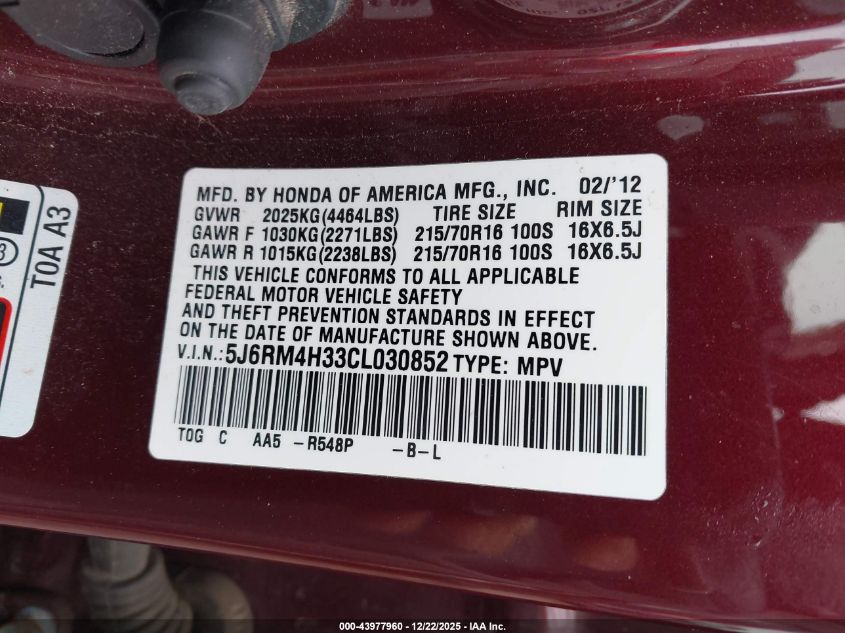 MFD. BY HONDA OF AMERICA MFG., INC. 02/'12
GVWR 2025KG(4464LBS) TIRE SIZE RIM SIZE
GAWR F 1030KG(2271LBS) 215/70R16 100S 16X6.5J
GAWR R 1015KG(2238LBS) 215/70R16 100S 16X6.5J
THIS VEHICLE CONFORMS TO ALL APPLICABLE
FEDERAL MOTOR VEHICLE SAFETY
AND THEFT PREVENTION STANDARDS IN EFFECT
ON THE DATE OF MANUFACTURE SHOWN ABOVE.
V.I.N.: 5J6RM4H33CL030852 TYPE: MPV
T0G C AA5 -R548P -B-L
T0A A3
000-43977960 - 12/22/2025 - IAA Inc.